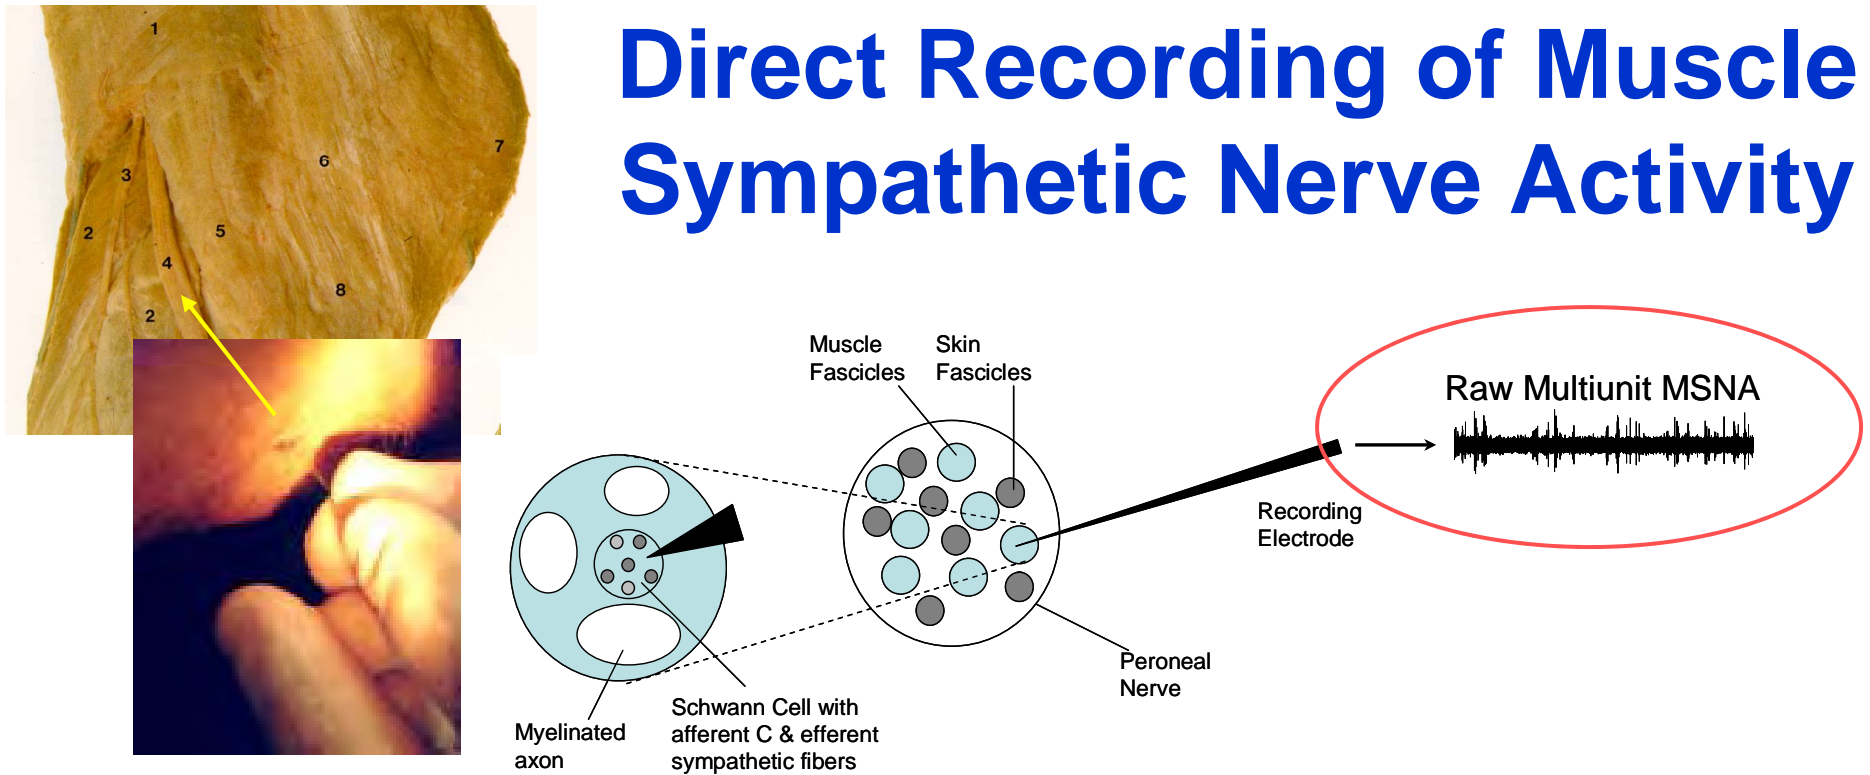 Direct Recording of Muscle
Sympathetic Nerve Activity
1
3
6
7
2
5
4
8
2
Muscle
Fascicles
Skin
Fascicles
Raw Multiunit MSNA
Recording
Electrode
Peroneal
Nerve
Myelinated
axon
Schwann Cell with
afferent C & efferent
sympathetic fibers